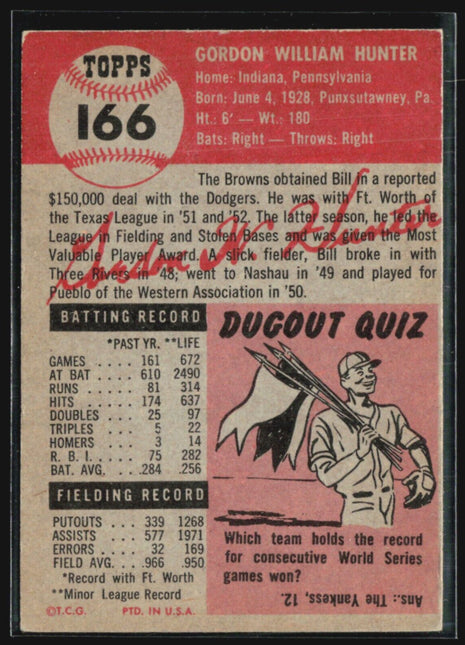 TOPPS
166
GORDON WILLIAM HUNTER
Home: Indiana, Pennsylvania
Born: June 4, 1928, Punxsutawney, Pa.
Ht.: 6' — Wt.: 180
Bats: Right — Throws: Right
The Browns obtained Bill in a reported
$150,000 deal with the Dodgers. He was with Ft. Worth of
the Texas League in '51 and '52. The latter season, he led the
League in Fielding and Stolen Bases and was given the Most
Valuable Player Award. A slick fielder, Bill broke in with
Three Rivers in '48; went to Nashau in '49 and played for
Pueblo of the Western Association in '50.
Gordon W. Hunter
BATTING RECORD
*PAST YR. **LIFE
GAMES .... 161 672
AT BAT .... 610 2490
RUNS .... 81 314
HITS .... 174 637
DOUBLES .... 25 97
TRIPLES .... 5 22
HOMERS .... 3 14
R. B. I. .... 75 282
BAT. AVG. .... .284 .256
FIELDING RECORD
PUTOUTS ... 339 1268
ASSISTS .... 577 1971
ERRORS .... 32 169
FIELD AVG. .. .966 .950
*Record with Ft. Worth
**Minor League Record
©T.C.G. PTD. IN U.S.A.
DUGOUT QUIZ
Which team holds the record
for consecutive World Series
games won?
Ans.: The Yankess, 12.